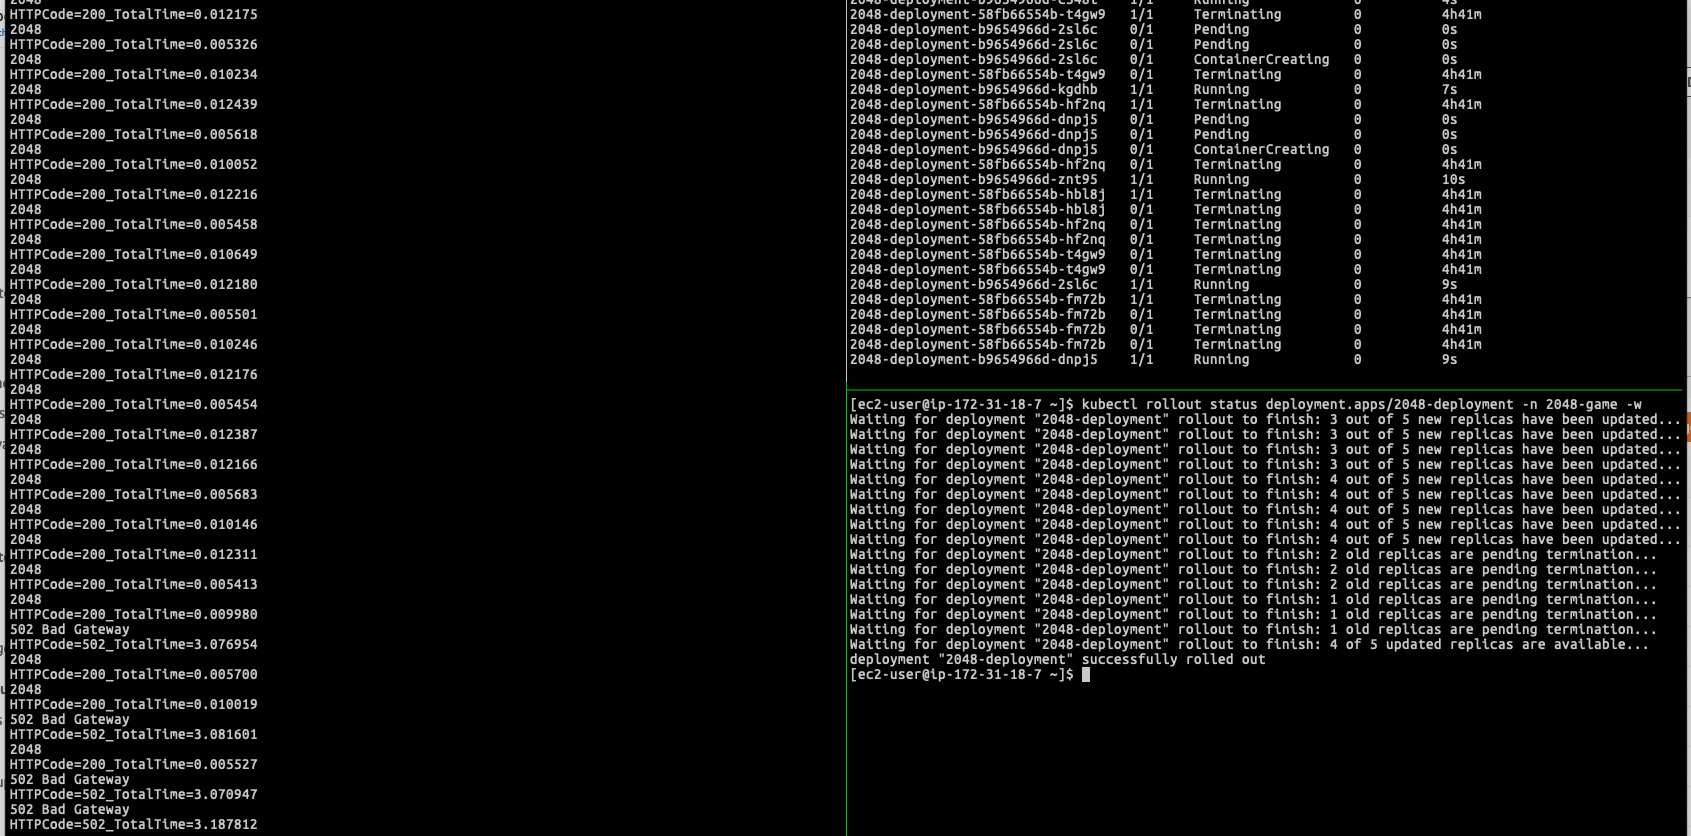 2048
HTTPCode=200_TotalTime=0.012175
2048
HTTPCode=200_TotalTime=0.005326
2048
HTTPCode=200_TotalTime=0.010234
2048
HTTPCode=200_TotalTime=0.012439
2048
HTTPCode=200_TotalTime=0.005618
2048
HTTPCode=200_TotalTime=0.010052
2048
HTTPCode=200_TotalTime=0.012216
2048
HTTPCode=200_TotalTime=0.005458
2048
HTTPCode=200_TotalTime=0.010649
2048
HTTPCode=200_TotalTime=0.012180
2048
HTTPCode=200_TotalTime=0.005501
2048
HTTPCode=200_TotalTime=0.010246
2048
HTTPCode=200_TotalTime=0.012176
2048
HTTPCode=200_TotalTime=0.005454
2048
HTTPCode=200_TotalTime=0.012387
2048
HTTPCode=200_TotalTime=0.012166
2048
HTTPCode=200_TotalTime=0.005683
2048
HTTPCode=200_TotalTime=0.010146
2048
HTTPCode=200_TotalTime=0.012311
2048
HTTPCode=200_TotalTime=0.005413
2048
HTTPCode=200_TotalTime=0.009980
502 Bad Gateway
HTTPCode=502_TotalTime=3.076954
2048
HTTPCode=200_TotalTime=0.005700
2048
HTTPCode=200_TotalTime=0.010019
502 Bad Gateway
HTTPCode=502_TotalTime=3.081601
2048
HTTPCode=200_TotalTime=0.005527
502 Bad Gateway
HTTPCode=502_TotalTime=3.070947
502 Bad Gateway
HTTPCode=502_TotalTime=3.187812
1/1 Running 0 4s
2048-deployment-58fb66554b-t4gw9 1/1 Terminating 0 4h41m
2048-deployment-b9654966d-2sl6c 0/1 Pending 0 0s
2048-deployment-b9654966d-2sl6c 0/1 Pending 0 0s
2048-deployment-b9654966d-2sl6c 0/1 ContainerCreating 0 0s
2048-deployment-58fb66554b-t4gw9 0/1 Terminating 0 4h41m
2048-deployment-b9654966d-kgdhb 1/1 Running 0 7s
2048-deployment-58fb66554b-hf2nq 1/1 Terminating 0 4h41m
2048-deployment-b9654966d-dnpj5 0/1 Pending 0 0s
2048-deployment-b9654966d-dnpj5 0/1 Pending 0 0s
2048-deployment-b9654966d-dnpj5 0/1 ContainerCreating 0 0s
2048-deployment-58fb66554b-hf2nq 0/1 Terminating 0 4h41m
2048-deployment-b9654966d-znt95 1/1 Running 0 10s
2048-deployment-58fb66554b-hbl8j 1/1 Terminating 0 4h41m
2048-deployment-58fb66554b-hbl8j 0/1 Terminating 0 4h41m
2048-deployment-58fb66554b-hf2nq 0/1 Terminating 0 4h41m
2048-deployment-58fb66554b-hf2nq 0/1 Terminating 0 4h41m
2048-deployment-58fb66554b-t4gw9 0/1 Terminating 0 4h41m
2048-deployment-58fb66554b-t4gw9 0/1 Terminating 0 4h41m
2048-deployment-b9654966d-2sl6c 1/1 Running 0 9s
2048-deployment-58fb66554b-fm72b 1/1 Terminating 0 4h41m
2048-deployment-58fb66554b-fm72b 0/1 Terminating 0 4h41m
2048-deployment-58fb66554b-fm72b 0/1 Terminating 0 4h41m
2048-deployment-58fb66554b-fm72b 0/1 Terminating 0 4h41m
2048-deployment-b9654966d-dnpj5 1/1 Running 0 9s
[ec2-user@ip-172-31-18-7 ~]$ kubectl rollout status deployment.apps/2048-deployment -n 2048-game -w
Waiting for deployment "2048-deployment" rollout to finish: 3 out of 5 new replicas have been updated...
Waiting for deployment "2048-deployment" rollout to finish: 3 out of 5 new replicas have been updated...
Waiting for deployment "2048-deployment" rollout to finish: 3 out of 5 new replicas have been updated...
Waiting for deployment "2048-deployment" rollout to finish: 3 out of 5 new replicas have been updated...
Waiting for deployment "2048-deployment" rollout to finish: 4 out of 5 new replicas have been updated...
Waiting for deployment "2048-deployment" rollout to finish: 4 out of 5 new replicas have been updated...
Waiting for deployment "2048-deployment" rollout to finish: 4 out of 5 new replicas have been updated...
Waiting for deployment "2048-deployment" rollout to finish: 4 out of 5 new replicas have been updated...
Waiting for deployment "2048-deployment" rollout to finish: 4 out of 5 new replicas have been updated...
Waiting for deployment "2048-deployment" rollout to finish: 2 old replicas are pending termination...
Waiting for deployment "2048-deployment" rollout to finish: 2 old replicas are pending termination...
Waiting for deployment "2048-deployment" rollout to finish: 2 old replicas are pending termination...
Waiting for deployment "2048-deployment" rollout to finish: 1 old replicas are pending termination...
Waiting for deployment "2048-deployment" rollout to finish: 1 old replicas are pending termination...
Waiting for deployment "2048-deployment" rollout to finish: 1 old replicas are pending termination...
Waiting for deployment "2048-deployment" rollout to finish: 4 of 5 updated replicas are available...
deployment "2048-deployment" successfully rolled out
[ec2-user@ip-172-31-18-7 ~]$